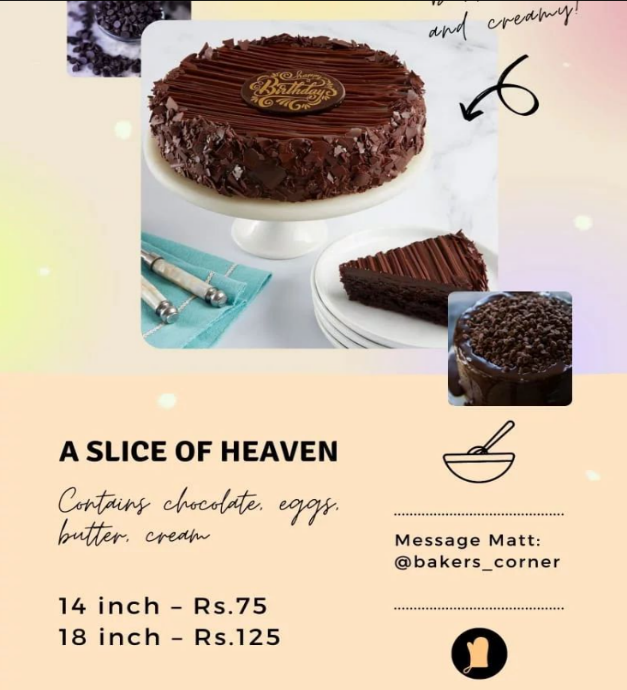 and creamy!
happy
Birthday
A SLICE OF HEAVEN
Contains chocolate, eggs,
butter, cream
Message Matt:
@bakers_corner
14 inch – Rs.75
18 inch – Rs.125